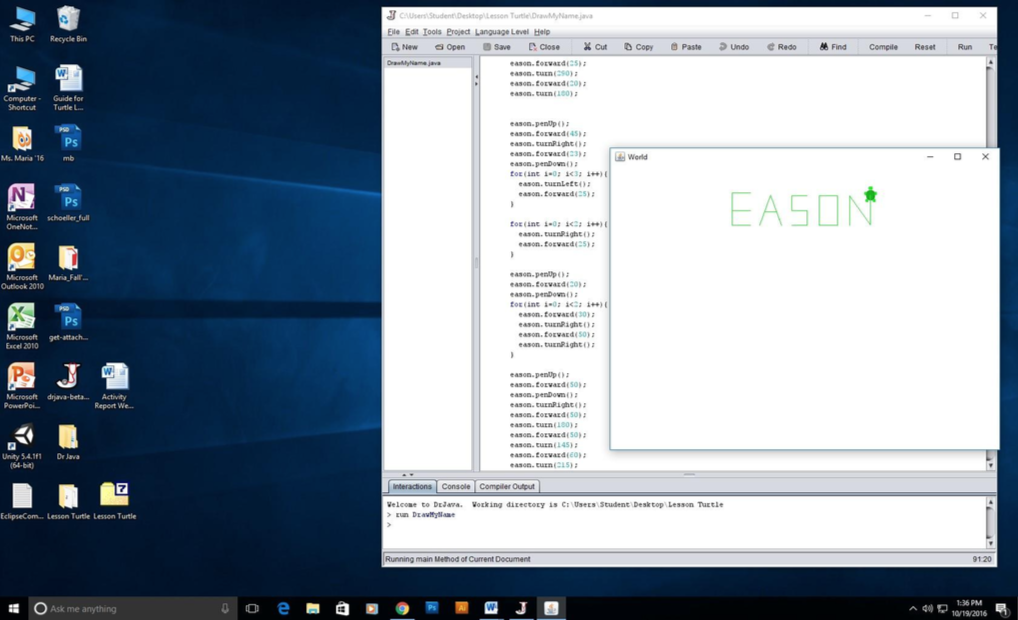 This PC
Recycle Bin
Computer - Shortcut
Guide for Turtle L...
Ms. Maria '16
mb
Microsoft OneNot...
schoeller_full
Microsoft Outlook 2010
Maria_Fall'...
Microsoft Excel 2010
get-attach...
Microsoft PowerPoi...
drjava-beta...
Activity Report We...
Unity 5.4.1f1 (64-bit)
Dr Java
EclipseCom...
Lesson Turtle
Lesson Turtle
C:\Users\Student\Desktop\Lesson Turtle\DrawMyName.java
File Edit Tools Project Language Level Help
New Open Save Close Cut Copy Paste Undo Redo Find Compile Reset Run Te
DrawMyName.java
eason.forward(25);
eason.turn(250);
eason.forward(20);
eason.penUp();
eason.forward(45);
eason.turnRight();
eason.forward(23);
eason.penDown();
for(int i=0; i<3; i++){
eason.turnLeft();
eason.forward(25);
}
for(int i=0; i<2; i++){
eason.turnRight();
eason.forward(25);
}
eason.penUp();
eason.forward(20);
eason.penDown();
for(int i=0; i<2; i++){
eason.forward(30);
eason.turnRight();
eason.forward(50);
eason.turnRight();
}
eason.penUp();
eason.forward(50);
eason.penDown();
eason.turnRight();
eason.forward(50);
eason.turn(180);
eason.forward(50);
eason.turn(145);
eason.forward(60);
eason.turn(215);
World
EASON
Interactions Console Compiler Output
Welcome to DrJava. Working directory is C:\Users\Student\Desktop\Lesson Turtle
> run DrawMyName
>
Running main Method of Current Document
91:20
Ask me anything
1:36 PM
10/19/2016